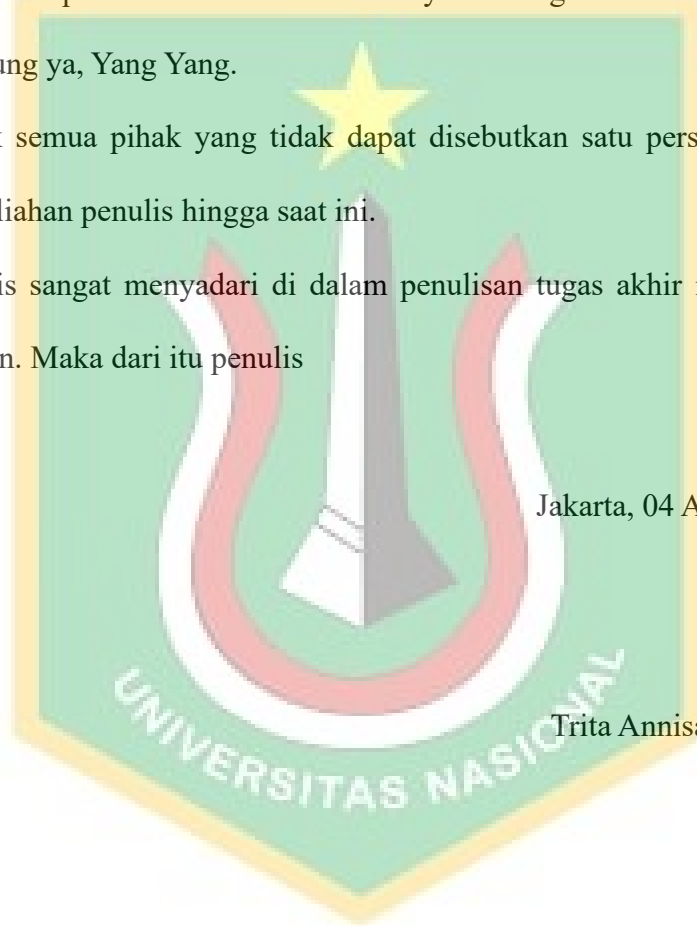 ung ya, Yang Yang.
semua pihak yang tidak dapat disebutkan satu pers
liahan penulis hingga saat ini.
is sangat menyadari di dalam penulisan tugas akhir
n. Maka dari itu penulis
Jakarta, 04 A
Trita Annisa
UNIVERSITAS NASIONAL